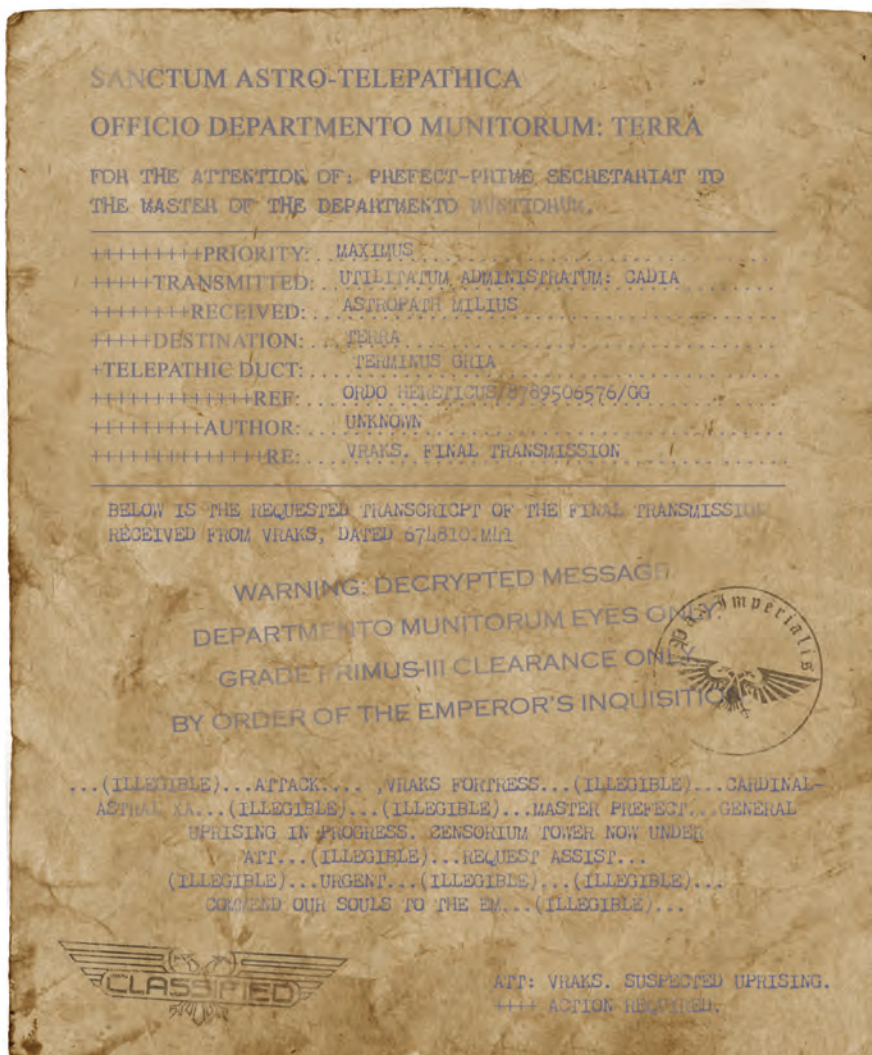 SANCTUM ASTRO-TELEPATHICA
OFFICIO DEPARTMENTO MUNITORUM: TERRA
FOR THE ATTENTION OF: PREFECT-PRIME SECRETARIAT TO
THE MASTER OF THE DEPARTMENTO MUNITIORUM.
+++++++++PRIORITY: MAXIMUS
+++++TRANSMITTED: UTILITATUM ADMINISTRATUM: CADIA
++++++++RECEIVED: ASTROPATH MILIUS
+++++DESTINATION: TERRA
+TELEPATHIC DUCT: TERMINUS GHIA
+++++++++++++REF: ORDO HERETICUS/8789506576/GG
+++++++++AUTHOR: UNKNOWN
++++++++++++++RE: VRAKS. FINAL TRANSMISSION
BELOW IS THE REQUESTED TRANSCRICPT OF THE FINAL TRANSMISSION
RECEIVED FROM VRAKS, DATED 674810.M41
WARNING: DECRYPTED MESSAGE
DEPARTMENTO MUNITORUM EYES ONLY
GRADE PRIMUS-III CLEARANCE ONLY
BY ORDER OF THE EMPEROR'S INQUISITION
Pax Imperialis
...(ILLEGIBLE)...ATTACK.... ,VRAKS FORTRESS...(ILLEGIBLE)...CARDINAL-
ASTRAL XA...(ILLEGIBLE)...(ILLEGIBLE)...MASTER PREFECT...GENERAL
UPRISING IN PROGRESS. CENSORIUM TOWER NOW UNDER
ATT...(ILLEGIBLE)...REQUEST ASSIST...
(ILLEGIBLE)...URGENT...(ILLEGIBLE)...(ILLEGIBLE)...
COMMEND OUR SOULS TO THE EM...(ILLEGIBLE)...
CLASSIFIED
ATT: VRAKS. SUSPECTED UPRISING.
++++ ACTION REQUIRED.